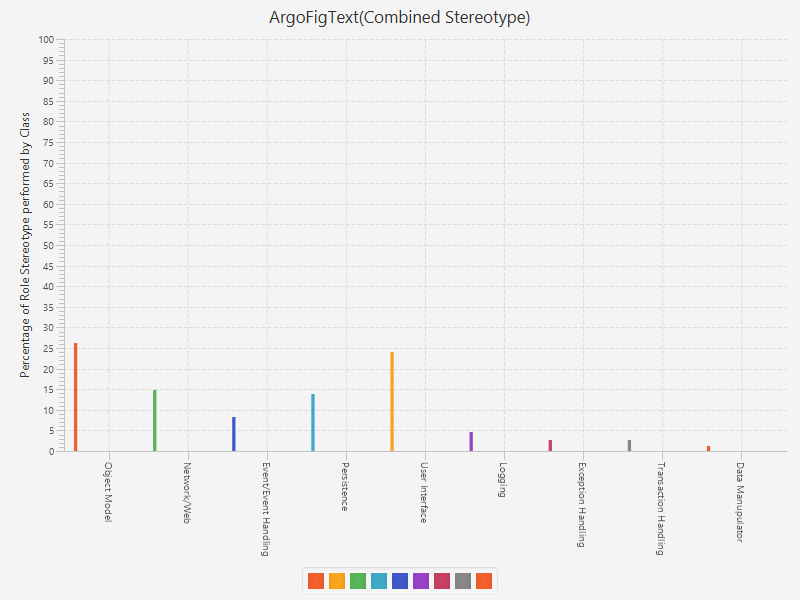 ArgoFigText(Combined Stereotype)
Percentage of Role Stereotype performed by Class
100
95
90
85
80
75
70
65
60
55
50
45
40
35
30
25
20
15
10
5
0
Object Model
Network/Web
Event/Event Handling
Persistence
User Interface
Logging
Exception Handling
Transaction Handling
Data Manupulator